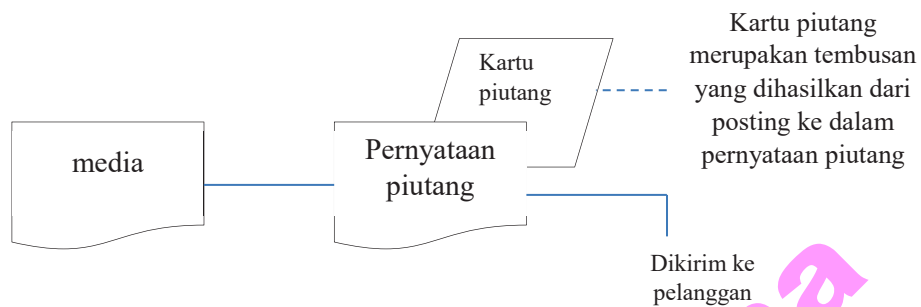 media
Pernyataan
piutang
Kartu
piutang
Kartu piutang
merupakan tembusan
yang dihasilkan dari
posting ke dalam
pernyataan piutang
Dikirim ke
pelanggan